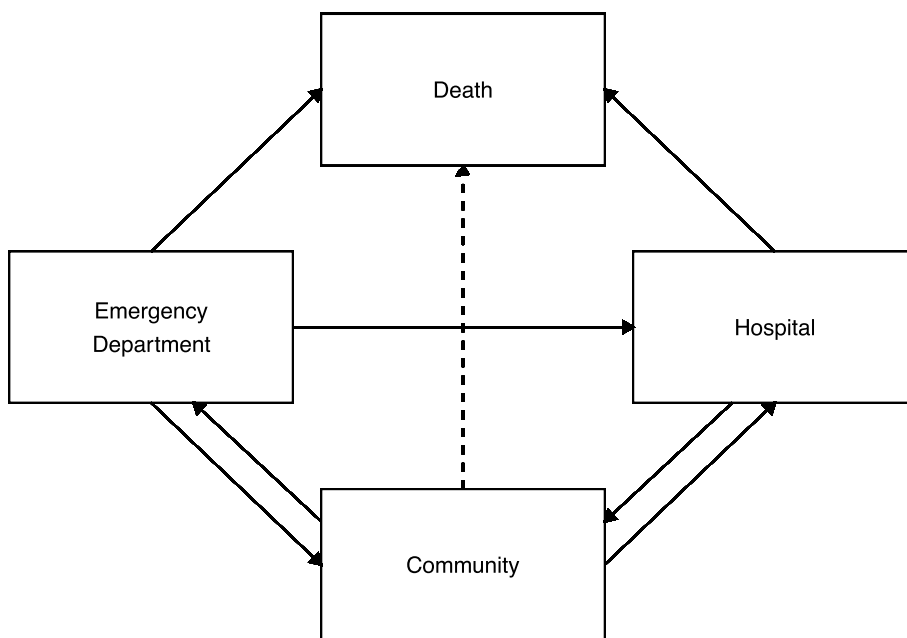 Death
Emergency
Department
Hospital
Community